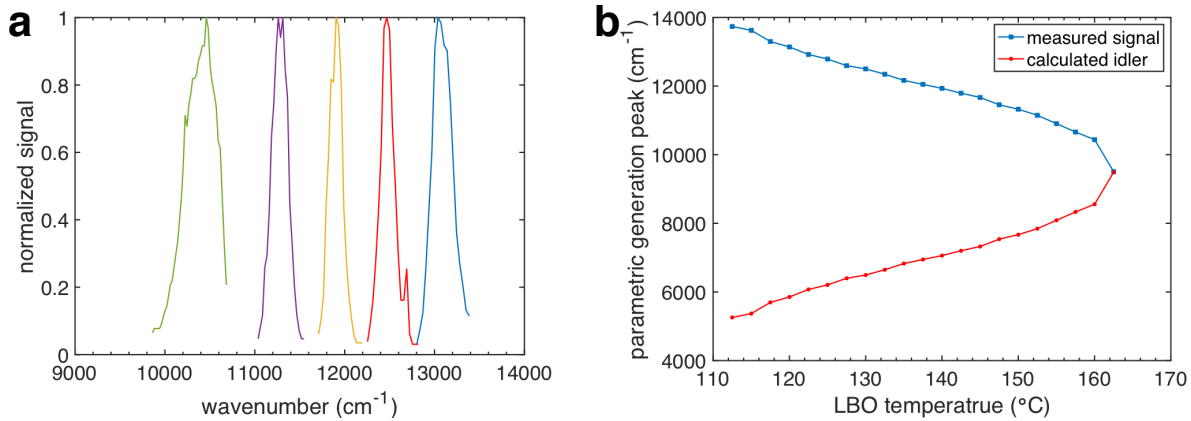 a
1
0.8
0.6
0.4
0.2
0
normalized signal
9000 10000 11000 12000 13000 14000
wavenumber (cm-1)
b
14000
12000
10000
8000
6000
4000
parametric generation peak (cm-1)
measured signal
calculated idler
110 120 130 140 150 160 170
LBO temperatrue (°C)